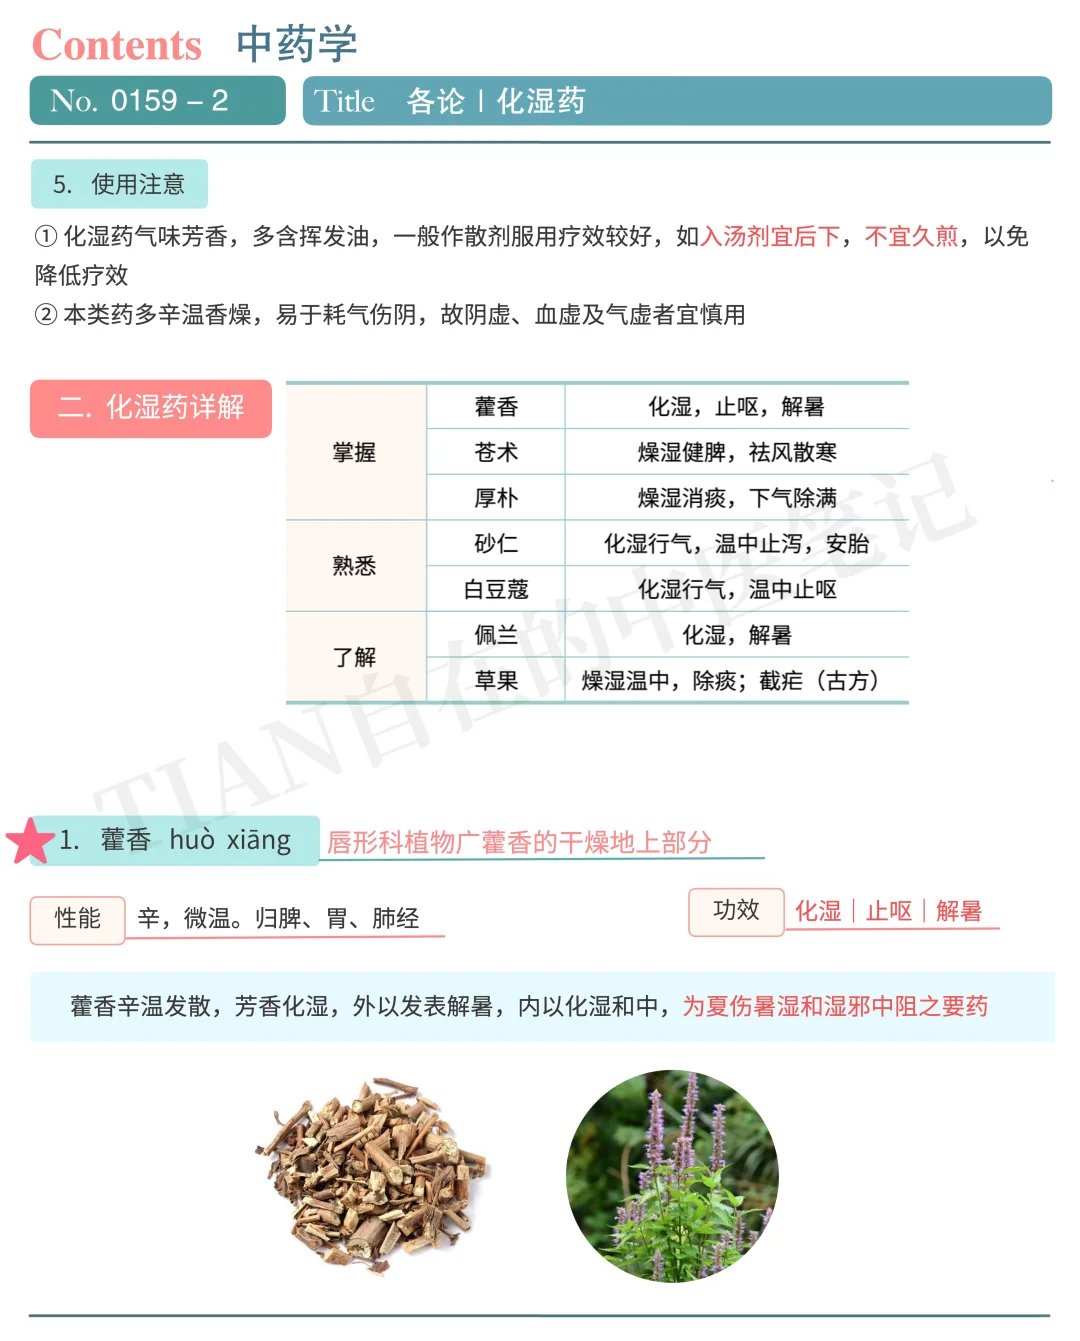 Contents 中药学
No. 0159 – 2
Title 各论 | 化湿药
5. 使用注意
① 化湿药气味芳香，多含挥发油，一般作散剂服用疗效较好，如入汤剂宜后下，不宜久煎，以免
降低疗效
② 本类药多辛温香燥，易于耗气伤阴，故阴虚、血虚及气虚者宜慎用
二. 化湿药详解
掌握
藿香 化湿，止呕，解暑
苍术 燥湿健脾，祛风散寒
厚朴 燥湿消痰，下气除满
熟悉
砂仁 化湿行气，温中止泻，安胎
白豆蔻 化湿行气，温中止呕
了解
佩兰 化湿，解暑
草果 燥湿温中，除痰；截疟（古方）
TIAN自在的中医笔记
1. 藿香 huò xiāng 唇形科植物广藿香的干燥地上部分
性能 辛，微温。归脾、胃、肺经
功效 化湿｜止呕｜解暑
藿香辛温发散，芳香化湿，外以发表解暑，内以化湿和中，为夏伤暑湿和湿邪中阻之要药